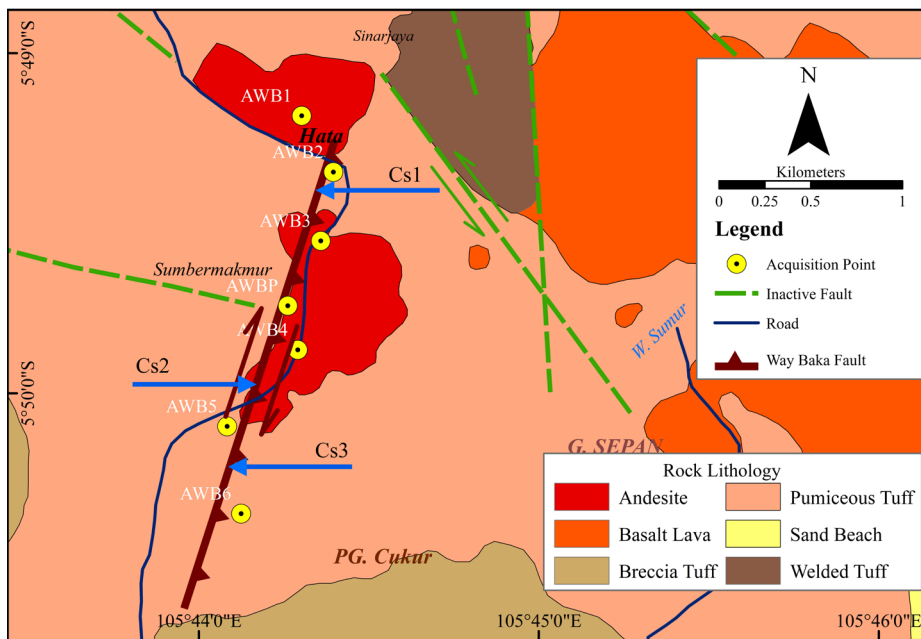 5°49'0"S
5°50'0"S
Sinarjaya
AWB1
Hata
AWB2
Cs1
AWB3
Sumbermakmur
AWBP
AWB4
Cs2
AWB5
Cs3
AWB6
W. Sumur
G. SEPAN
PG. Cukur
105°44'0"E
105°45'0"E
105°46'0"E
N
Kilometers
0 0.25 0.5 1
Legend
Acquisition Point
Inactive Fault
Road
Way Baka Fault
Rock Lithology
Andesite
Basalt Lava
Breccia Tuff
Pumiceous Tuff
Sand Beach
Welded Tuff